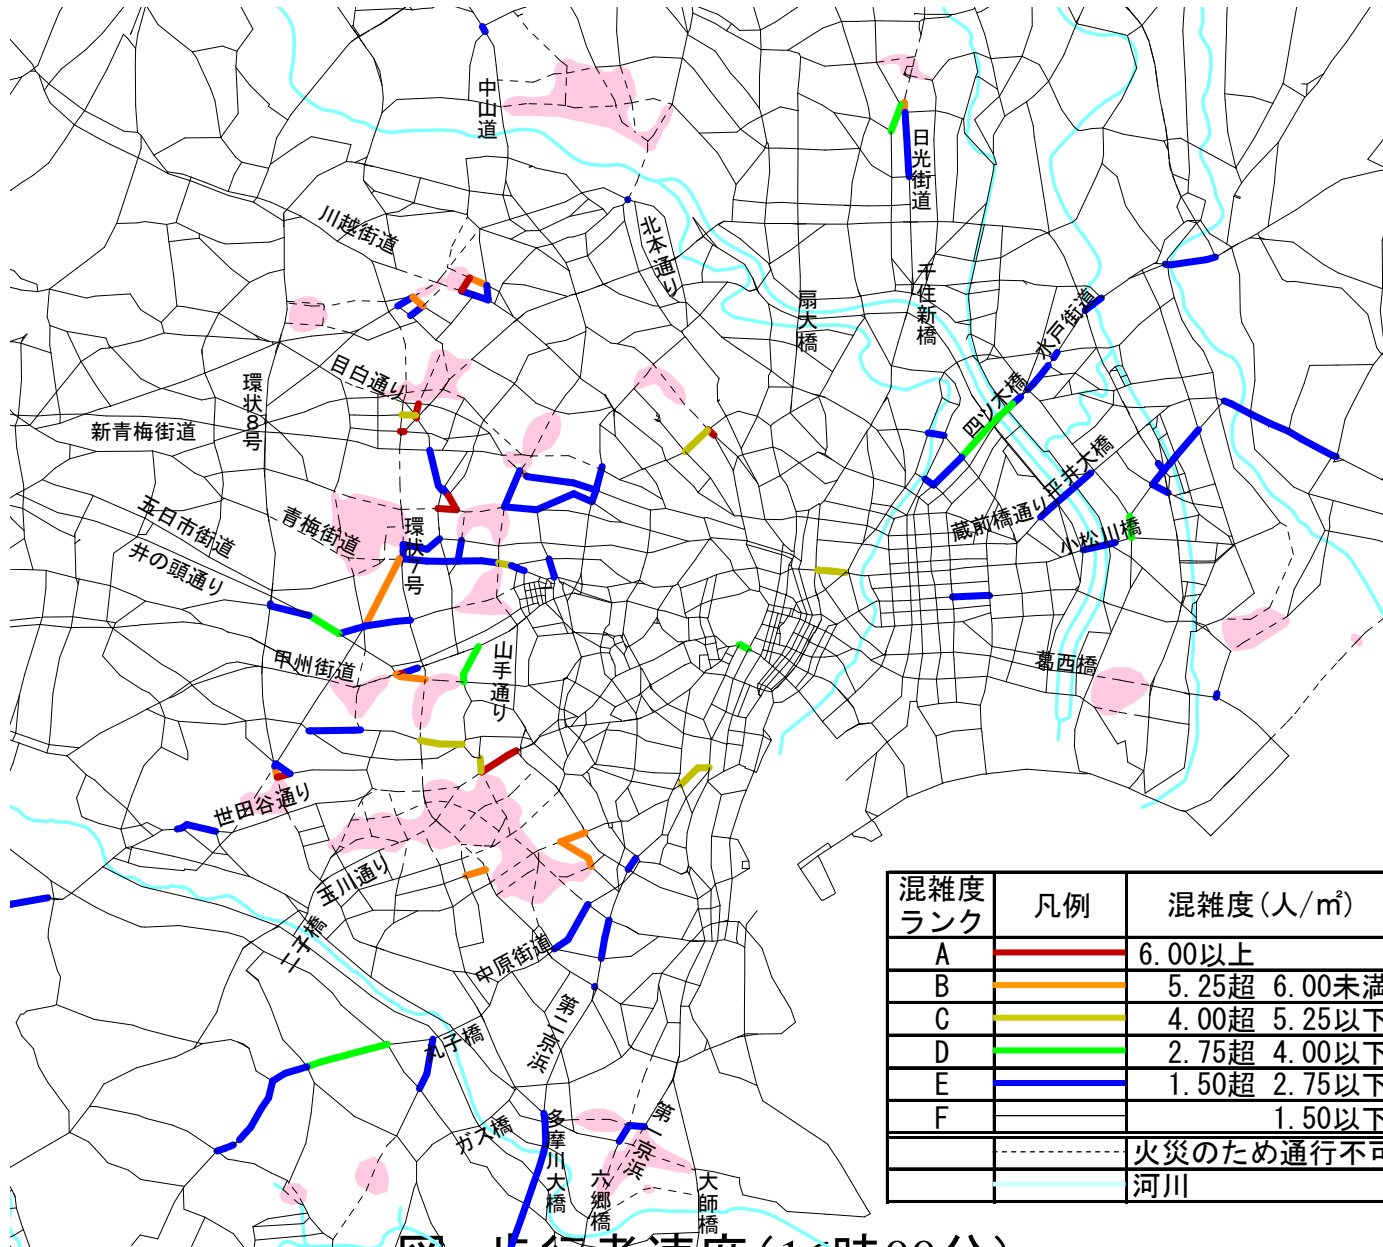 中山道
日光街道
川越街道
北本通り
千住新橋
扇大橋
水戸街道
目白通り
環状8号
四ツ木橋
新青梅街道
平井大橋
五日市街道
青梅街道
環状7号
蔵前橋通り
小松川橋
井の頭通り
甲州街道
山手通り
葛西橋
世田谷通り
玉川通り
二子橋
中原街道
第二京浜
丸子橋
ガス橋
多摩川大橋
第一京浜
六郷橋
大師橋
混雑度ランク 凡例 混雑度(人/㎡)
A 6.00以上
B 5.25超 6.00未満
C 4.00超 5.25以下
D 2.75超 4.00以下
E 1.50超 2.75以下
F 1.50以下
火災のため通行不可
河川